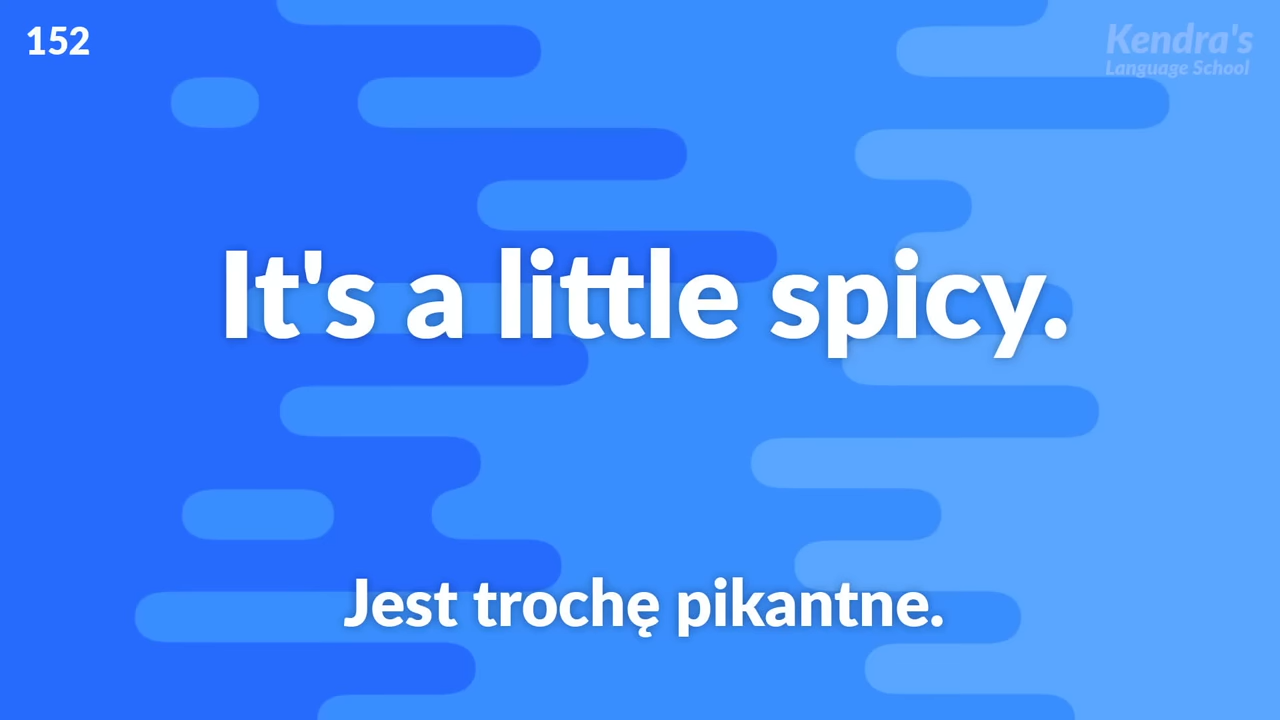 152
Kendra's
Language School
It's a little spicy.
Jest trochę pikantne.